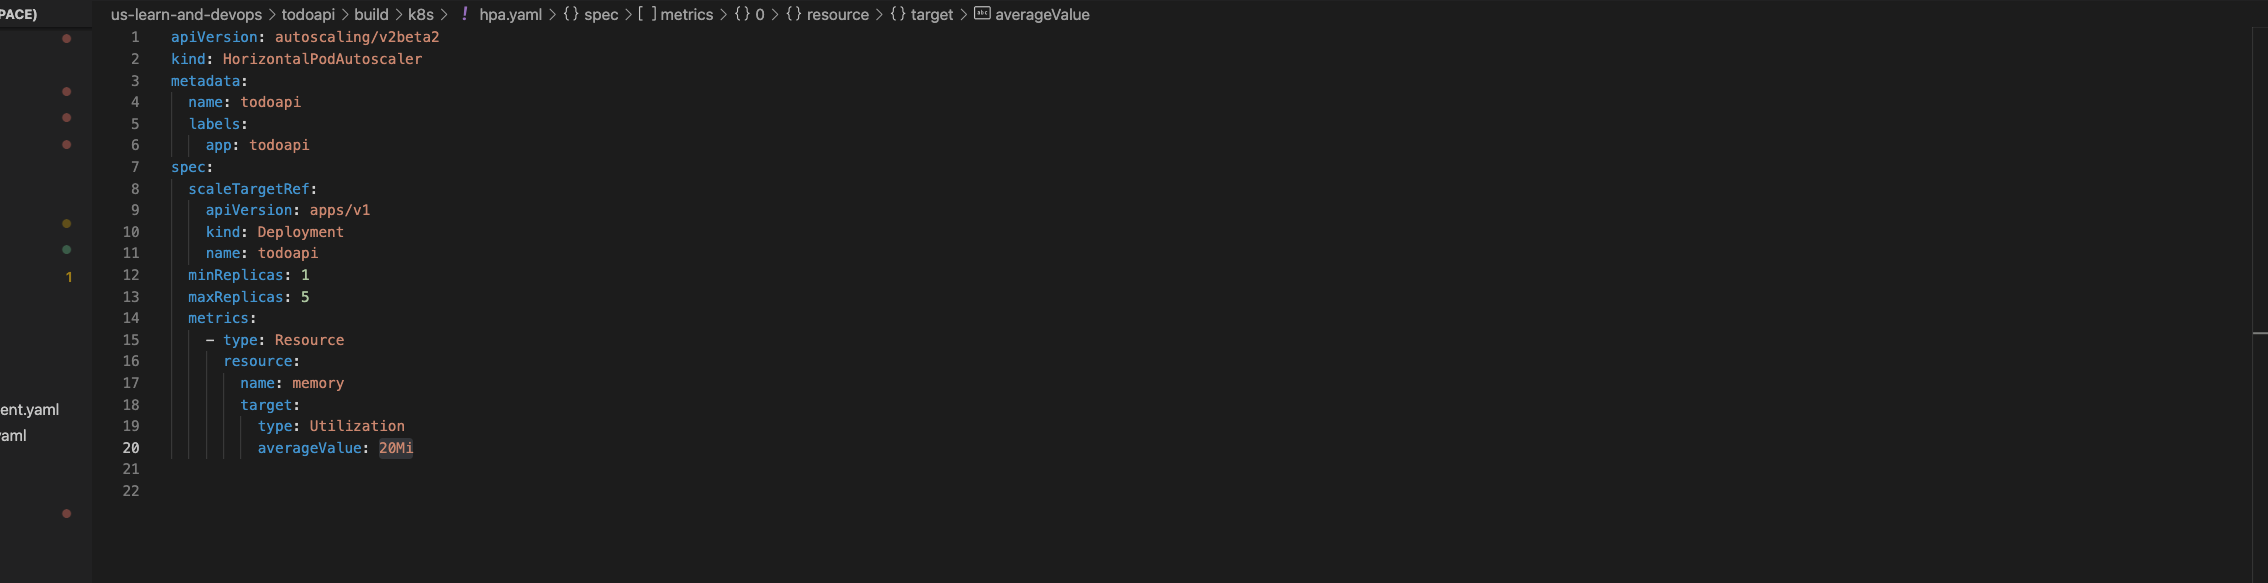 PACE)
us-learn-and-devops > todoapi > build > k8s > ! hpa.yaml > {} spec > [ ] metrics > {} 0 > {} resource > {} target > abc averageValue
1 apiVersion: autoscaling/v2beta2
2 kind: HorizontalPodAutoscaler
3 metadata:
4   name: todoapi
5   labels:
6     app: todoapi
7 spec:
8   scaleTargetRef:
9     apiVersion: apps/v1
10     kind: Deployment
11     name: todoapi
12   minReplicas: 1
13   maxReplicas: 5
14   metrics:
15     - type: Resource
16       resource:
17         name: memory
18         target:
19           type: Utilization
20           averageValue: 20Mi
21
22
1
ent.yaml
aml